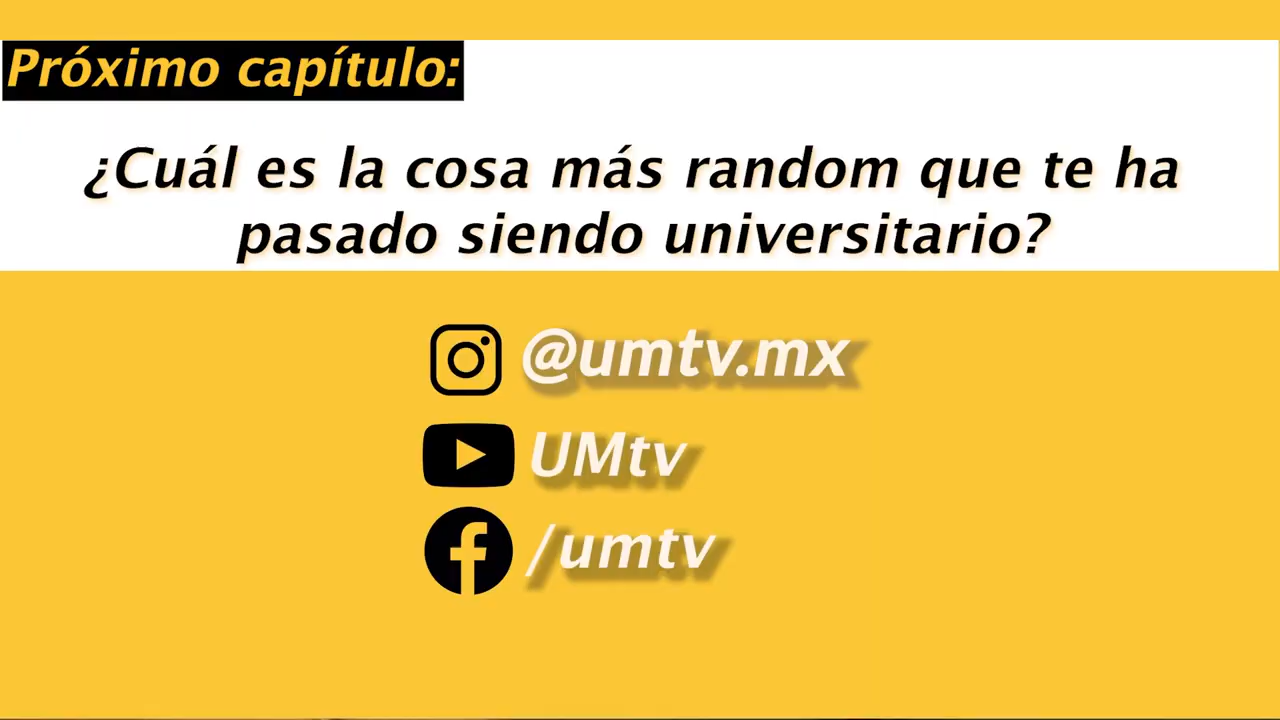 Próximo capítulo:
¿Cuál es la cosa más random que te ha
pasado siendo universitario?
@umtv.mx
UMtv
/umtv